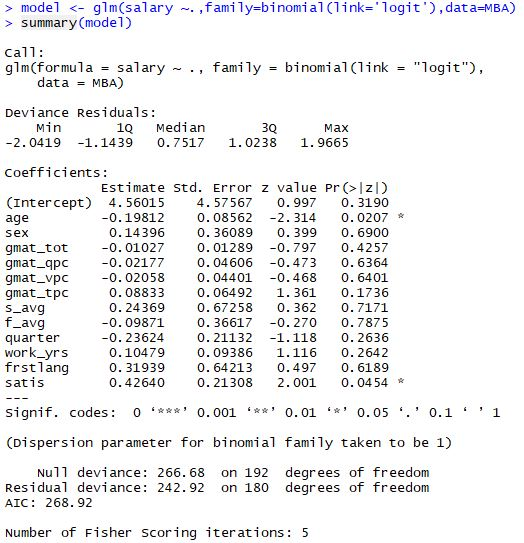 > model <- glm(salary ~.,family=binomial(link='logit'),data=MBA)
> summary(model)
Call:
glm(formula = salary ~ ., family = binomial(link = "logit"),
    data = MBA)
Deviance Residuals:
    Min      1Q  Median      3Q     Max
-2.0419 -1.1439  0.7517  1.0238  1.9665
Coefficients:
            Estimate Std. Error z value Pr(>|z|)
(Intercept)  4.56015    4.57567   0.997   0.3190
age         -0.19812    0.08562  -2.314   0.0207 *
sex          0.14396    0.36089   0.399   0.6900
gmat_tot    -0.01027    0.01289  -0.797   0.4257
gmat_qpc    -0.02177    0.04606  -0.473   0.6364
gmat_vpc    -0.02058    0.04401  -0.468   0.6401
gmat_tpc     0.08833    0.06492   1.361   0.1736
s_avg        0.24369    0.67258   0.362   0.7171
f_avg       -0.09871    0.36617  -0.270   0.7875
quarter     -0.23624    0.21132  -1.118   0.2636
work_yrs     0.10479    0.09386   1.116   0.2642
frstlang     0.31939    0.64213   0.497   0.6189
satis        0.42640    0.21308   2.001   0.0454 *
---
Signif. codes:  0 ‘***’ 0.001 ‘**’ 0.01 ‘*’ 0.05 ‘.’ 0.1 ‘ ’ 1
(Dispersion parameter for binomial family taken to be 1)
    Null deviance: 266.68  on 192  degrees of freedom
Residual deviance: 242.92  on 180  degrees of freedom
AIC: 268.92
Number of Fisher Scoring iterations: 5